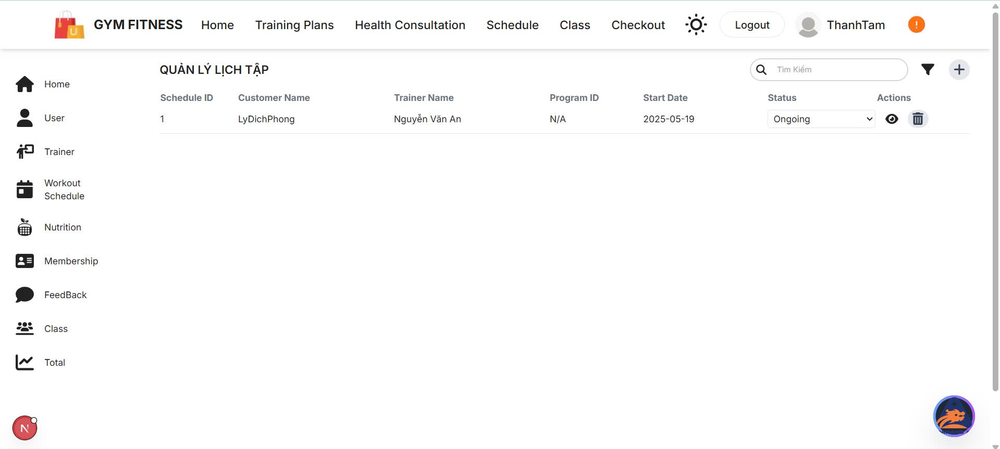 GYM FITNESS Home Training Plans Health Consultation Schedule Class Checkout Logout ThanhTam !
QUẢN LÝ LỊCH TẬP Tìm Kiếm
Home
User
Trainer
Workout
Schedule
Nutrition
Membership
FeedBack
Class
Total
Schedule ID Customer Name Trainer Name Program ID Start Date Status Actions
1 LyDichPhong Nguyễn Văn An N/A 2025-05-19 Ongoing
N